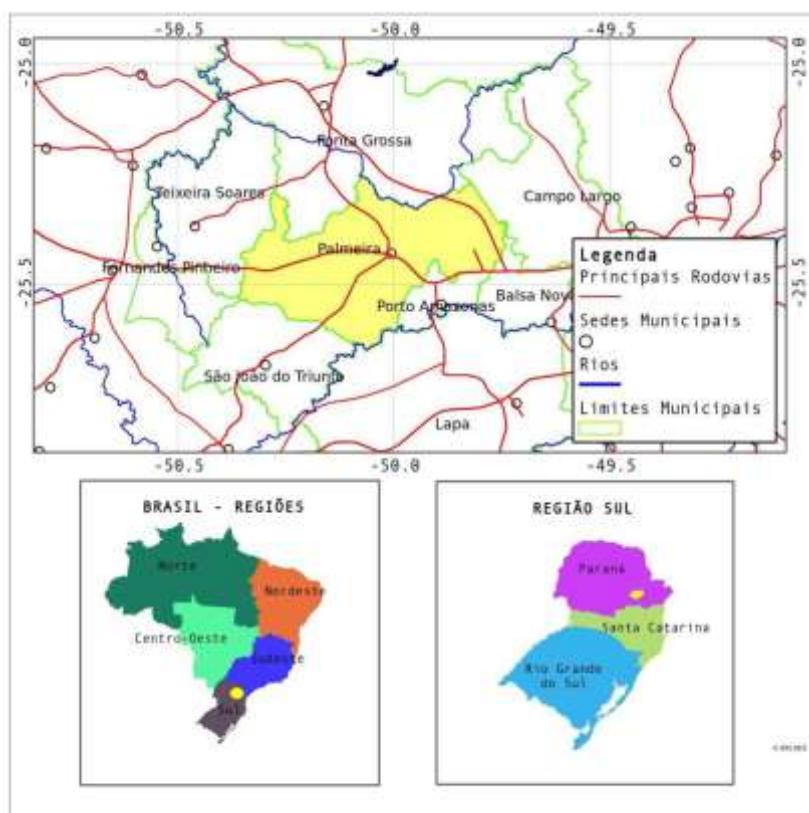 -50.5 -50.0 -49.5
-25.0 -25.0
Ponta Grossa
Teixeira Soares
Campo Largo
Palmeira
Fernandes Pinheiro
-25.5
Porto Amazonas
Balsa Nov
São João do Triunfo
Lapa
Legenda
Principais Rodovias
Sedes Municipais
Rios
Limites Municipais
-50.5 -50.0 -49.5
BRASIL - REGIÕES
Norte
Nordeste
Centro-Oeste
Sudeste
Sul
REGIÃO SUL
Paraná
Santa Catarina
Rio Grande
do Sul